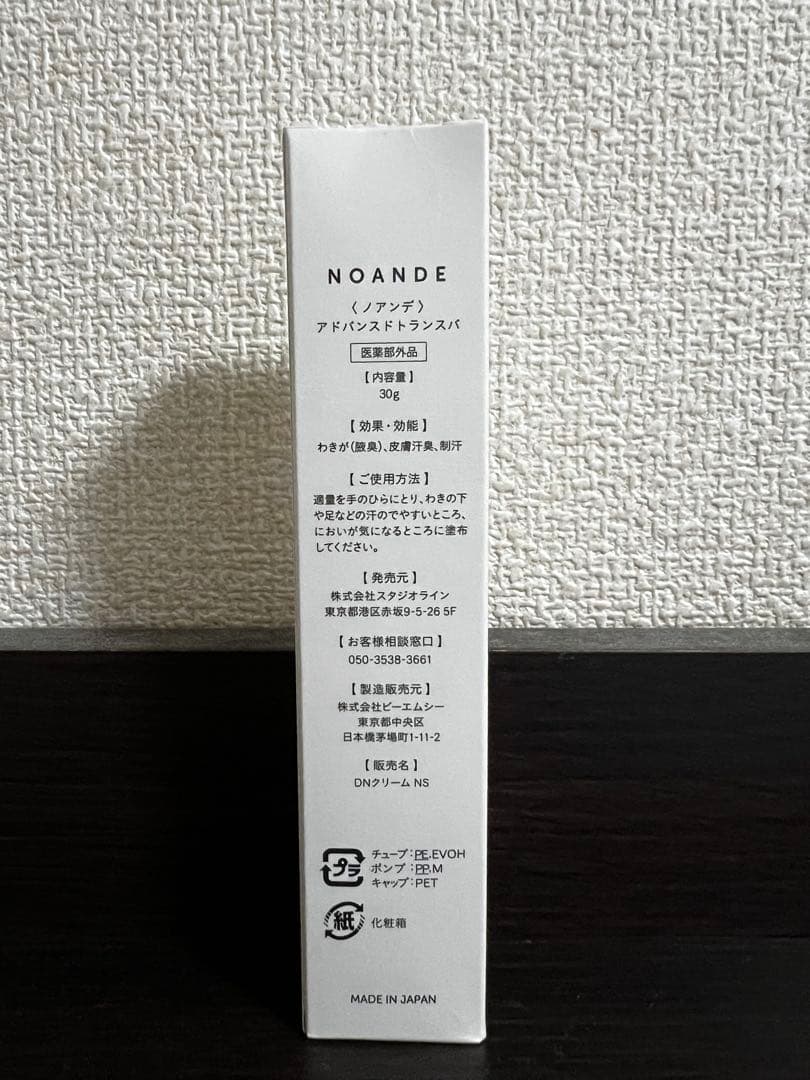 NOANDE
〈ノアンデ〉
アドバンスドトランスパ
医薬部外品
【内容量】
30g
【効果・効能】
わきが(腋臭)、皮膚汗臭、制汗
【ご使用方法】
適量を手のひらにとり、わきの下
や足などの汗のでやすいところ、
においが気になるところに塗布
してください。
【発売元】
株式会社スタジオライン
東京都港区赤坂9-5-26 5F
【お客様相談窓口】
050-3538-3661
【製造販売元】
株式会社ビーエムシー
東京都中央区
日本橋茅場町1-11-2
【販売名】
DNクリーム NS
プラ
チューブ:PE,EVOH
ポンプ:PP,M
キャップ:PET
紙
化粧箱
MADE IN JAPAN